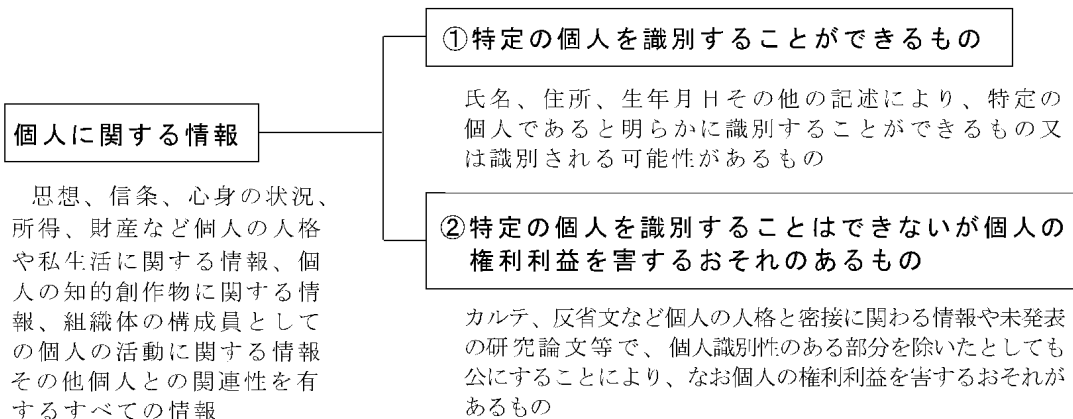 個人に関する情報
思想、信条、心身の状況、
所得、財産など個人の人格
や私生活に関する情報、個
人の知的創作物に関する情
報、組織体の構成員として
の個人の活動に関する情報
その他個人との関連性を有
するすべての情報
①特定の個人を識別することができるもの
氏名、住所、生年月Hその他の記述により、特定の
個人であると明らかに識別することができるもの又
は識別される可能性があるもの
②特定の個人を識別することはできないが個人の
権利利益を害するおそれのあるもの
カルテ、反省文など個人の人格と密接に関わる情報や未発表
の研究論文等で、個人識別性のある部分を除いたとしても
公にすることにより、なお個人の権利利益を害するおそれが
あるもの